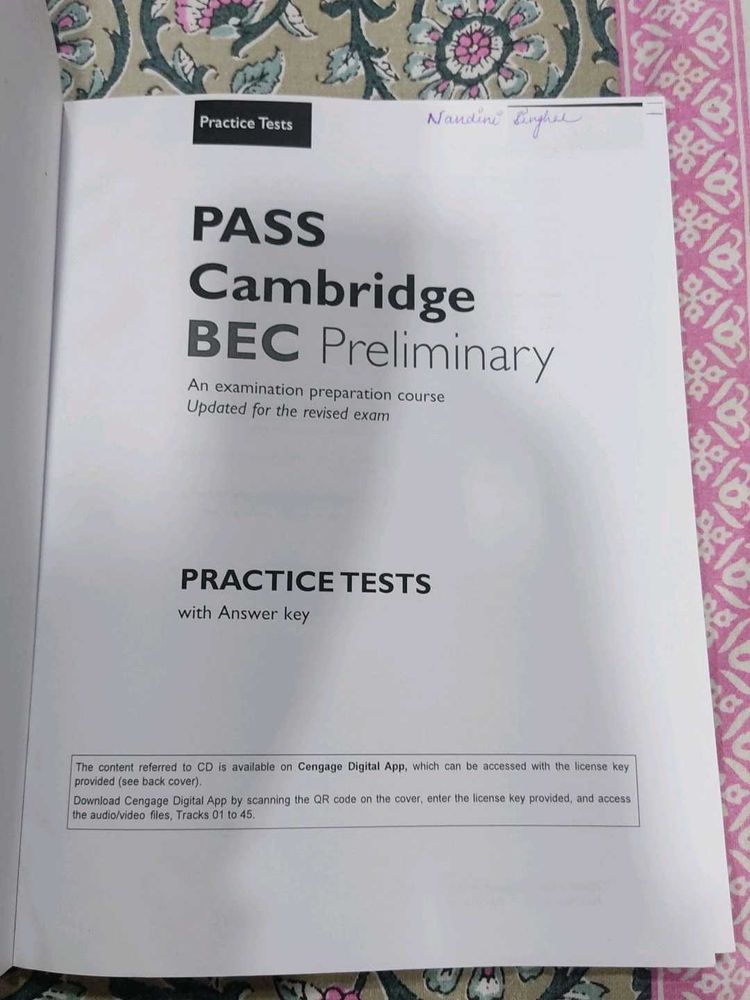 Practice Tests
Nandini Singhal
PASS
Cambridge
BEC Preliminary
An examination preparation course
Updated for the revised exam
PRACTICE TESTS
with Answer key
The content referred to CD is available on Cengage Digital App, which can be accessed with the license key
provided (see back cover).
Download Cengage Digital App by scanning the QR code on the cover, enter the license key provided, and access
the audio/video files, Tracks 01 to 45.